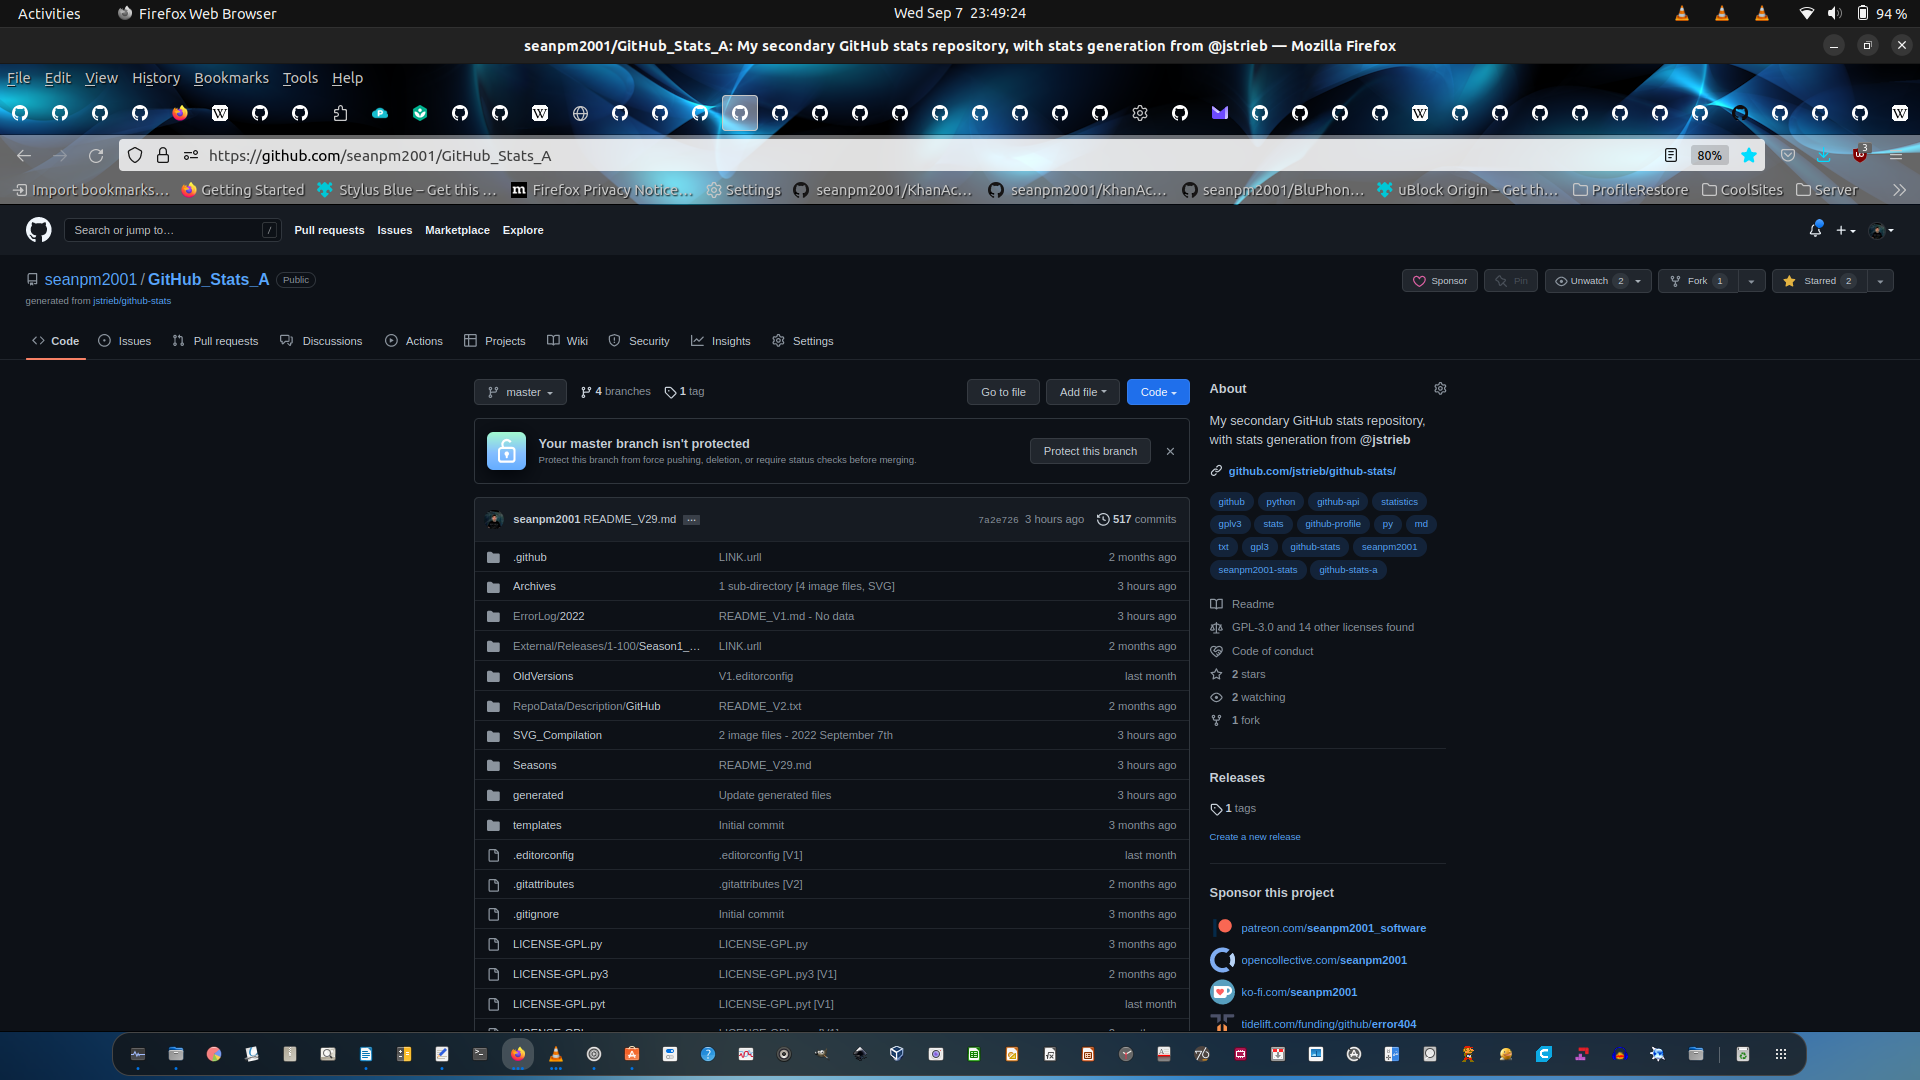 Activities
Firefox Web Browser
Wed Sep 7  23:49:24
94 %
seanpm2001/GitHub_Stats_A: My secondary GitHub stats repository, with stats generation from @jstrieb — Mozilla Firefox
File Edit View History Bookmarks Tools Help
https://github.com/seanpm2001/GitHub_Stats_A
80%
3
Import bookmarks… Getting Started Stylus Blue – Get this … Firefox Privacy Notice… Settings seanpm2001/KhanAc… seanpm2001/KhanAc… seanpm2001/BluPhon… uBlock Origin – Get th… ProfileRestore CoolSites Server
Search or jump to… /
Pull requests Issues Marketplace Explore
seanpm2001 / GitHub_Stats_A Public
generated from jstrieb/github-stats
Sponsor Pin Unwatch 2 Fork 1 Starred 2
Code Issues Pull requests Discussions Actions Projects Wiki Security Insights Settings
master 4 branches 1 tag
Go to file Add file Code
Your master branch isn't protected
Protect this branch from force pushing, deletion, or require status checks before merging.
Protect this branch
seanpm2001 README_V29.md … 7a2e726 3 hours ago 517 commits
.github LINK.urll 2 months ago
Archives 1 sub-directory [4 image files, SVG] 3 hours ago
ErrorLog/2022 README_V1.md - No data 3 hours ago
External/Releases/1-100/Season1_… LINK.urll 2 months ago
OldVersions V1.editorconfig last month
RepoData/Description/GitHub README_V2.txt 2 months ago
SVG_Compilation 2 image files - 2022 September 7th 3 hours ago
Seasons README_V29.md 3 hours ago
generated Update generated files 3 hours ago
templates Initial commit 3 months ago
.editorconfig .editorconfig [V1] last month
.gitattributes .gitattributes [V2] 2 months ago
.gitignore Initial commit 3 months ago
LICENSE-GPL.py LICENSE-GPL.py 3 months ago
LICENSE-GPL.py3 LICENSE-GPL.py3 [V1] 2 months ago
LICENSE-GPL.pyt LICENSE-GPL.pyt [V1] last month
About
My secondary GitHub stats repository,
with stats generation from @jstrieb
github.com/jstrieb/github-stats/
github python github-api statistics
gplv3 stats github-profile py md
txt gpl3 github-stats seanpm2001
seanpm2001-stats github-stats-a
Readme
GPL-3.0 and 14 other licenses found
Code of conduct
2 stars
2 watching
1 fork
Releases
1 tags
Create a new release
Sponsor this project
patreon.com/seanpm2001_software
opencollective.com/seanpm2001
ko-fi.com/seanpm2001
tidelift.com/funding/github/error404